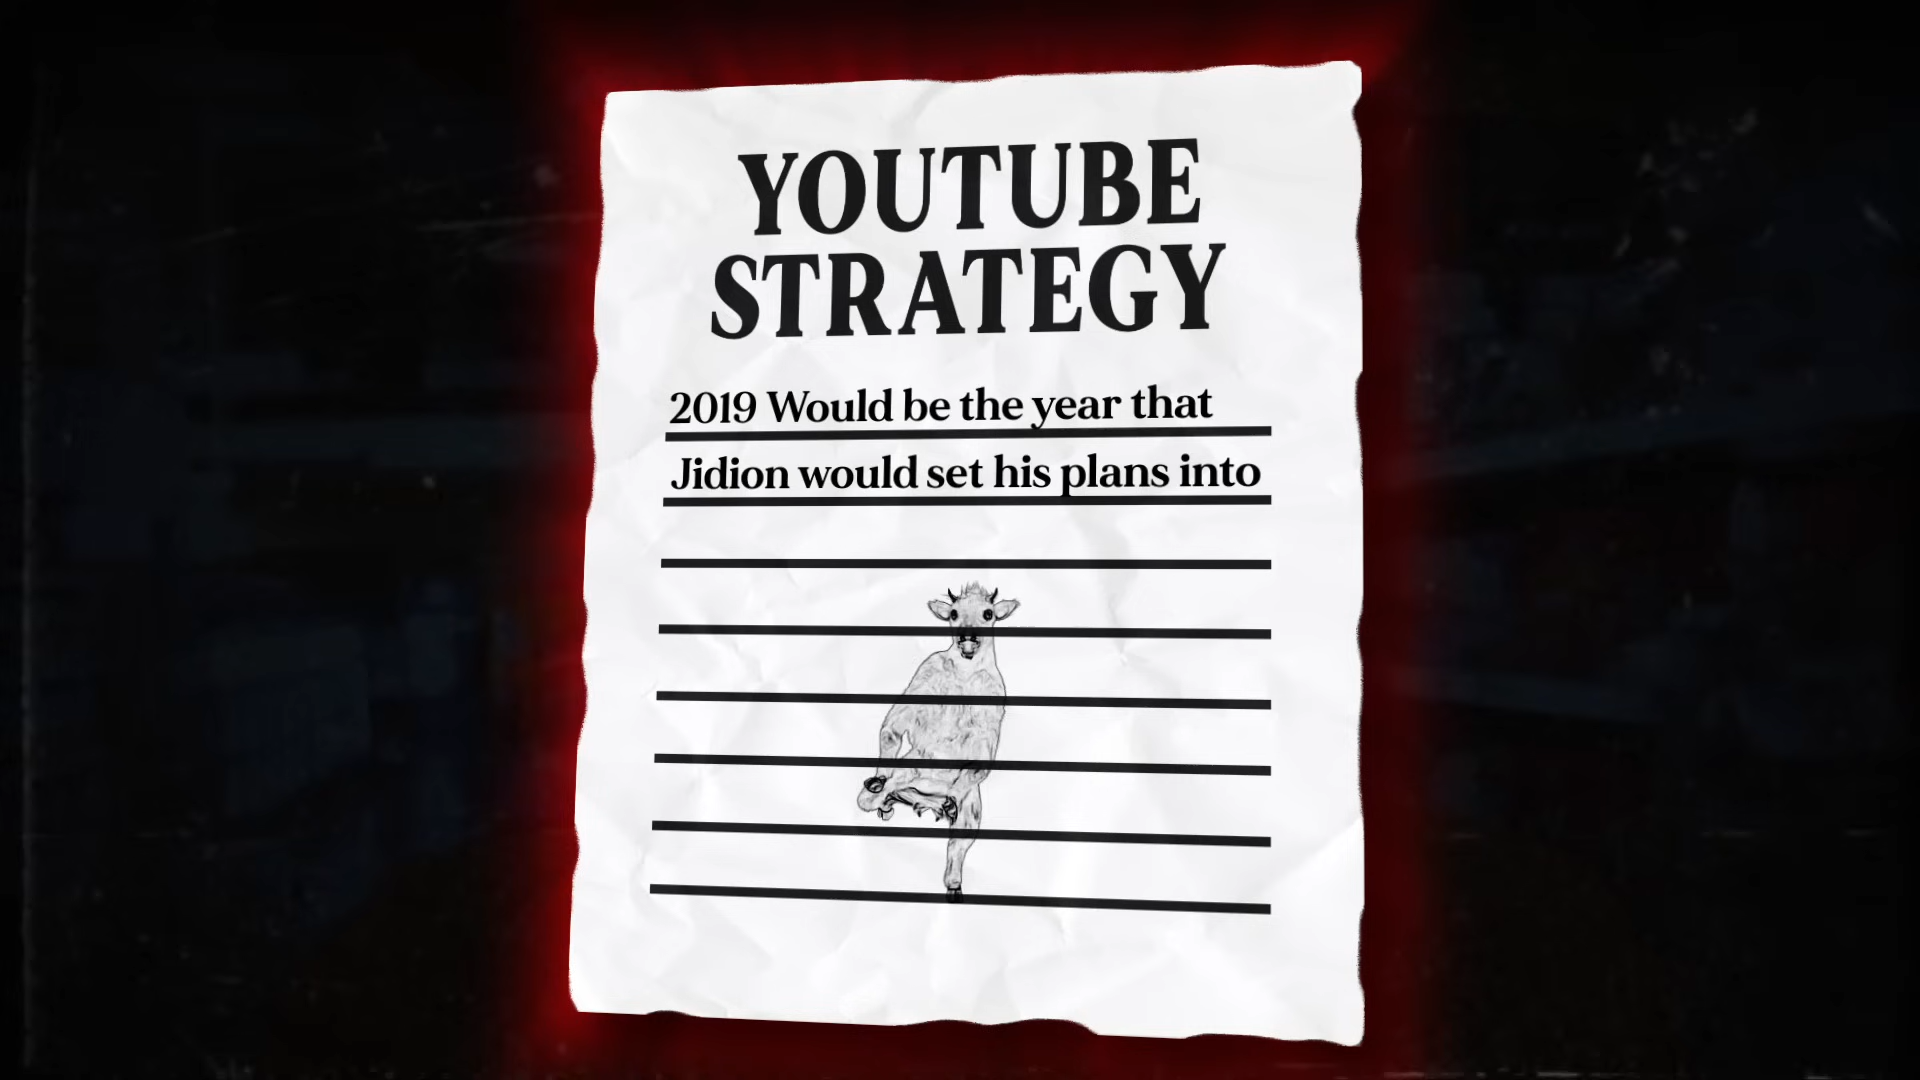 YOUTUBE
STRATEGY
2019 Would be the year that
Jidion would set his plans into